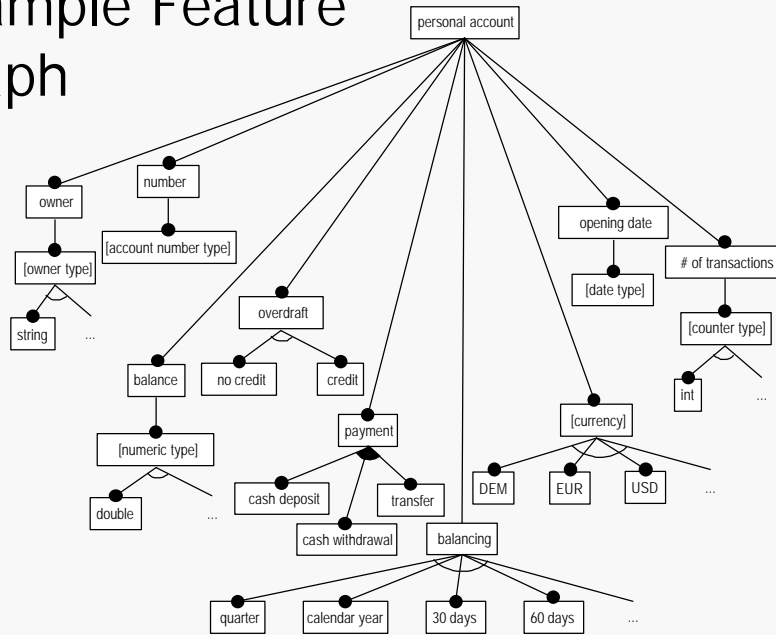 ample Feature
personal account
ph
number
owner
opening date
[account number type]
# of transactions
[owner type]
[date type]
overdraft
[counter type]
string
...
balance
no credit
credit
int
...
[currency]
payment
[numeric type]
DEM
EUR
USD
...
cash deposit
transfer
double
...
cash withdrawal
balancing
quarter
calendar year
30 days
60 days
...